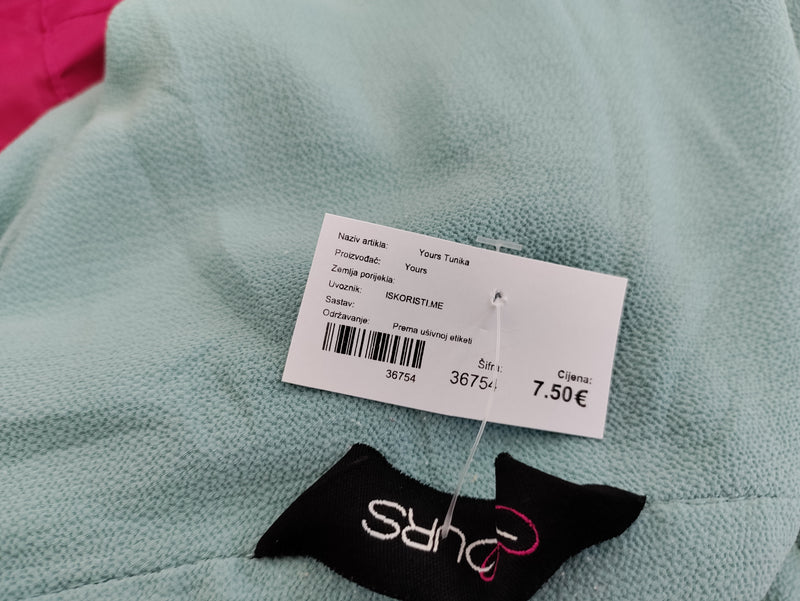 Naziv artikla: Yours Tunika
Proizvođač: Yours
Zemlja porijekla:
Uvoznik: ISKORISTI.ME
Sastav:
Održavanje: Prema ušivnoj etiketi
36754
Šifra:
36754
Cijena:
7.50€
YOURS